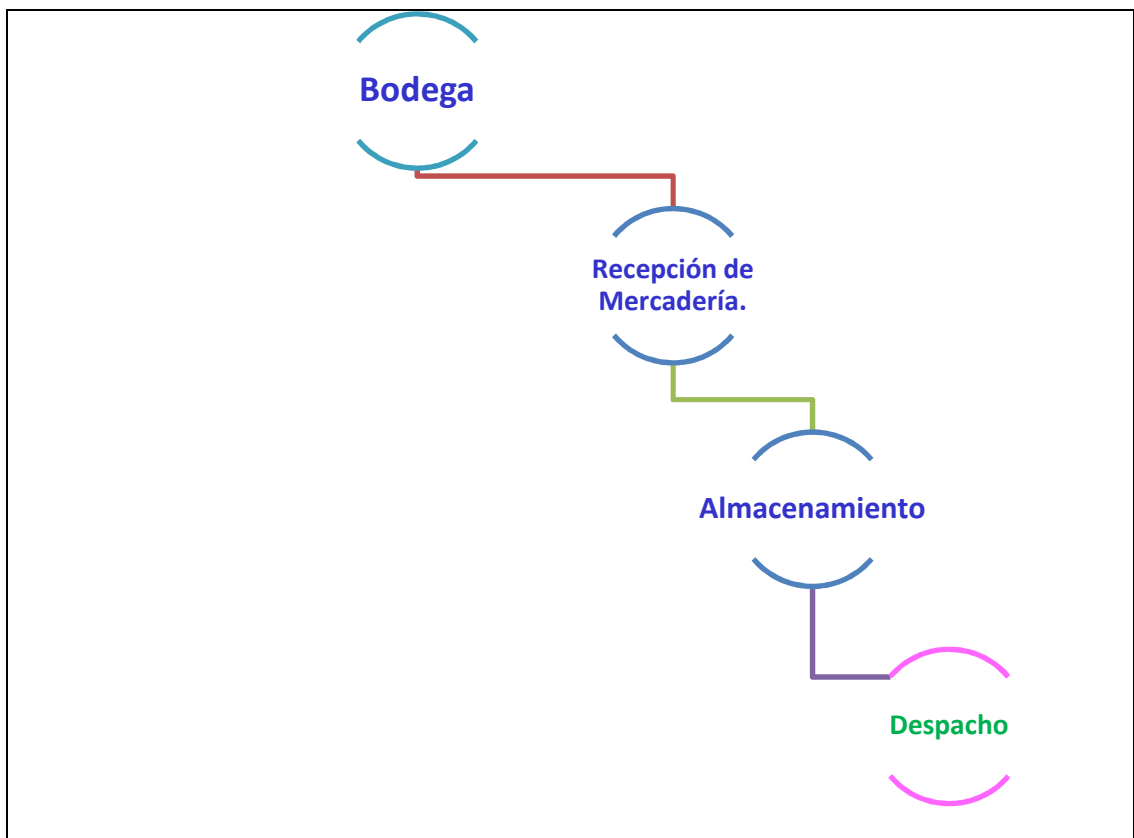 Bodega
Recepción de
Mercadería.
Almacenamiento
Despacho